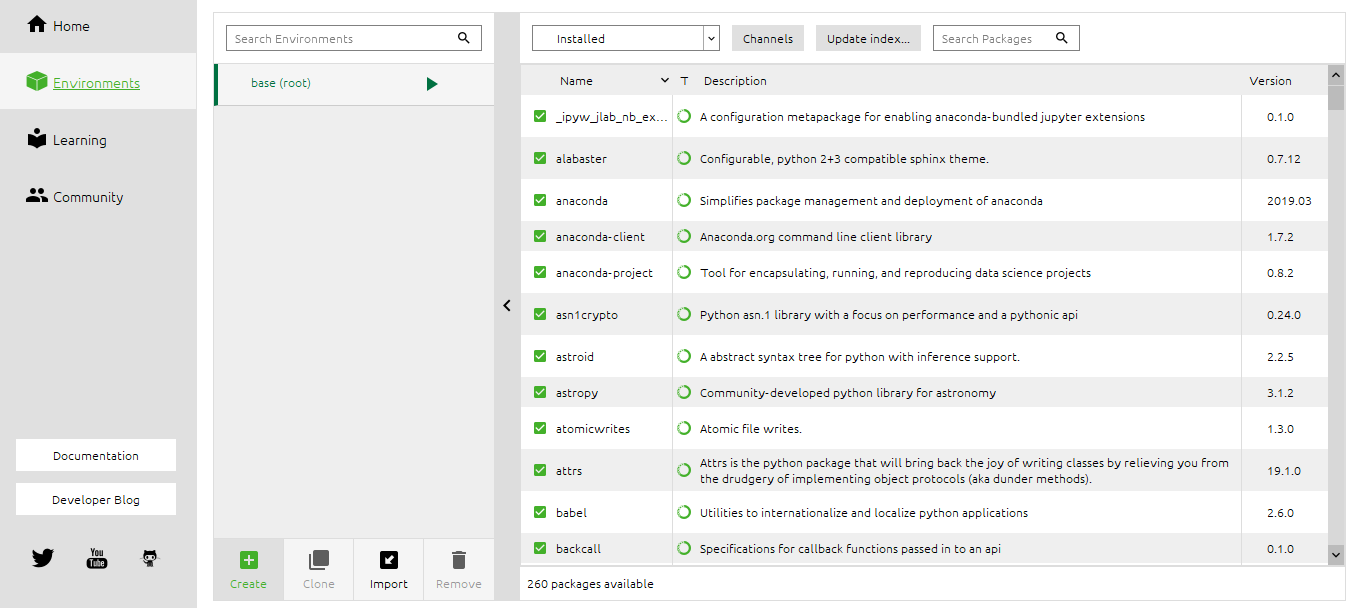 Home
Environments
Learning
Community
Documentation
Developer Blog
You
Tube
Search Environments
base (root)
Create
Clone
Import
Remove
Installed
Channels
Update index...
Search Packages
Name T Description Version
_ipyw_jlab_nb_ex... A configuration metapackage for enabling anaconda-bundled jupyter extensions 0.1.0
alabaster Configurable, python 2+3 compatible sphinx theme. 0.7.12
anaconda Simplifies package management and deployment of anaconda 2019.03
anaconda-client Anaconda.org command line client library 1.7.2
anaconda-project Tool for encapsulating, running, and reproducing data science projects 0.8.2
asn1crypto Python asn.1 library with a focus on performance and a pythonic api 0.24.0
astroid A abstract syntax tree for python with inference support. 2.2.5
astropy Community-developed python library for astronomy 3.1.2
atomicwrites Atomic file writes. 1.3.0
attrs Attrs is the python package that will bring back the joy of writing classes by relieving you from
the drudgery of implementing object protocols (aka dunder methods). 19.1.0
babel Utilities to internationalize and localize python applications 2.6.0
backcall Specifications for callback functions passed in to an api 0.1.0
260 packages available